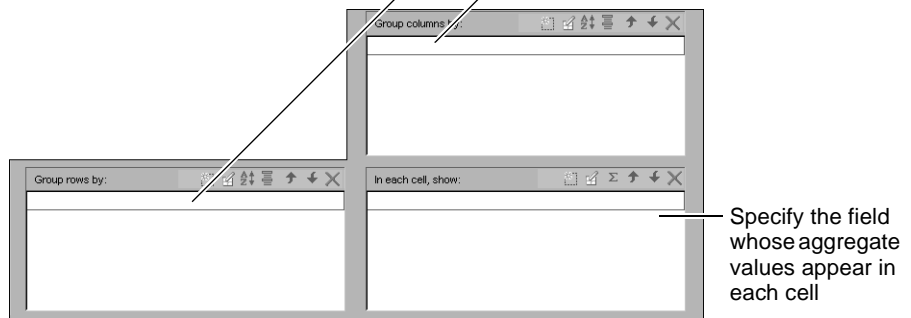 Group columns by:
Group rows by:
In each cell, show:
Specify the field
whose aggregate
values appear in
each cell